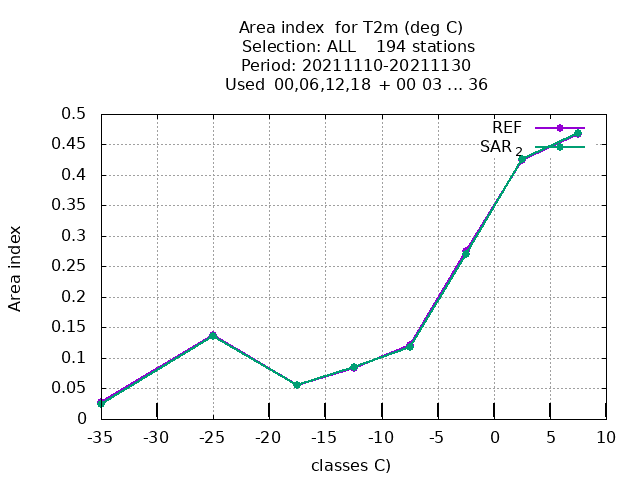 Area index  for T2m (deg C)
Selection: ALL    194 stations
Period: 20211110-20211130
Used  00,06,12,18  + 00 03 ... 36
0.5
0.45
0.4
0.35
0.3
0.25
0.2
0.15
0.1
0.05
0
-35 -30 -25 -20 -15 -10 -5 0 5 10
Area index
classes C)
REF
SAR2